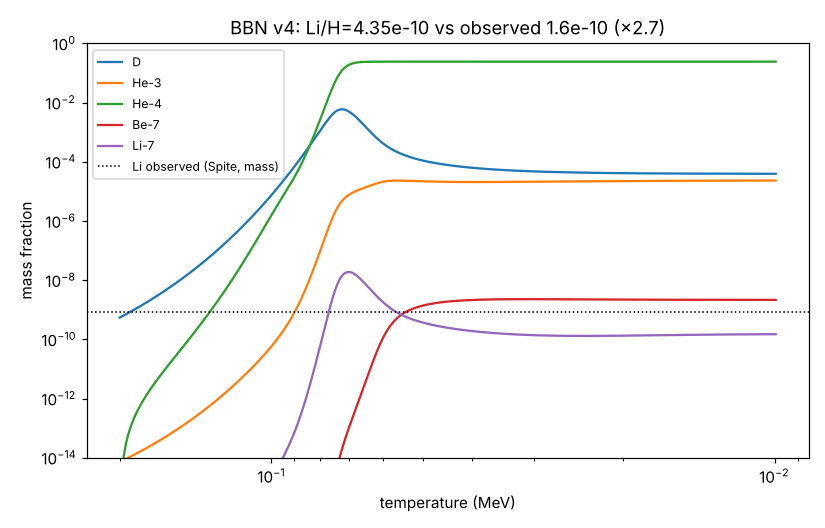 BBN v4: Li/H=4.35e-10 vs observed 1.6e-10 (×2.7)
D
He-3
He-4
Be-7
Li-7
Li observed (Spite, mass)
mass fraction
10⁰
10⁻²
10⁻⁴
10⁻⁶
10⁻⁸
10⁻¹⁰
10⁻¹²
10⁻¹⁴
10⁻¹
10⁻²
temperature (MeV)